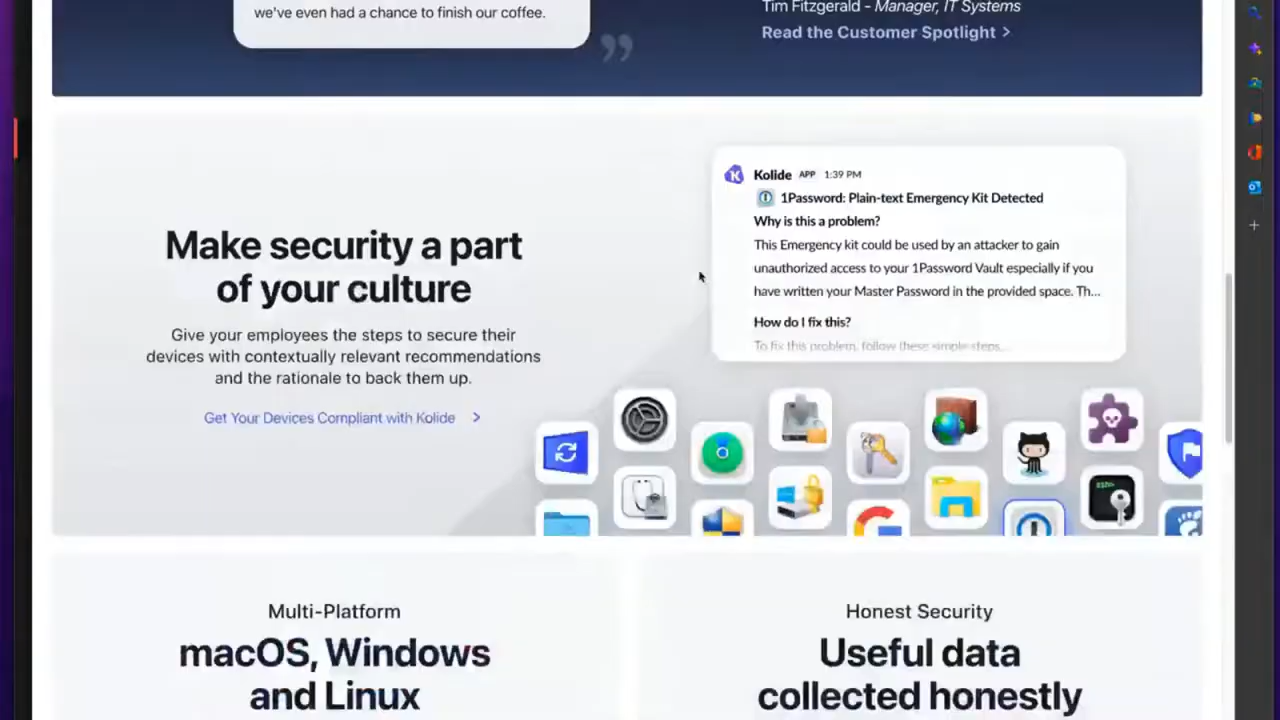 we've even had a chance to finish our coffee.
Tim Fitzgerald - Manager, IT Systems
Read the Customer Spotlight >
Make security a part
of your culture
Give your employees the steps to secure their
devices with contextually relevant recommendations
and the rationale to back them up.
Get Your Devices Compliant with Kolide >
Kolide APP 1:39 PM
1Password: Plain-text Emergency Kit Detected
Why is this a problem?
This Emergency kit could be used by an attacker to gain
unauthorized access to your 1Password Vault especially if you
have written your Master Password in the provided space. Th...
How do I fix this?
To fix this problem, follow these simple steps...
Multi-Platform
macOS, Windows
and Linux
Honest Security
Useful data
collected honestly